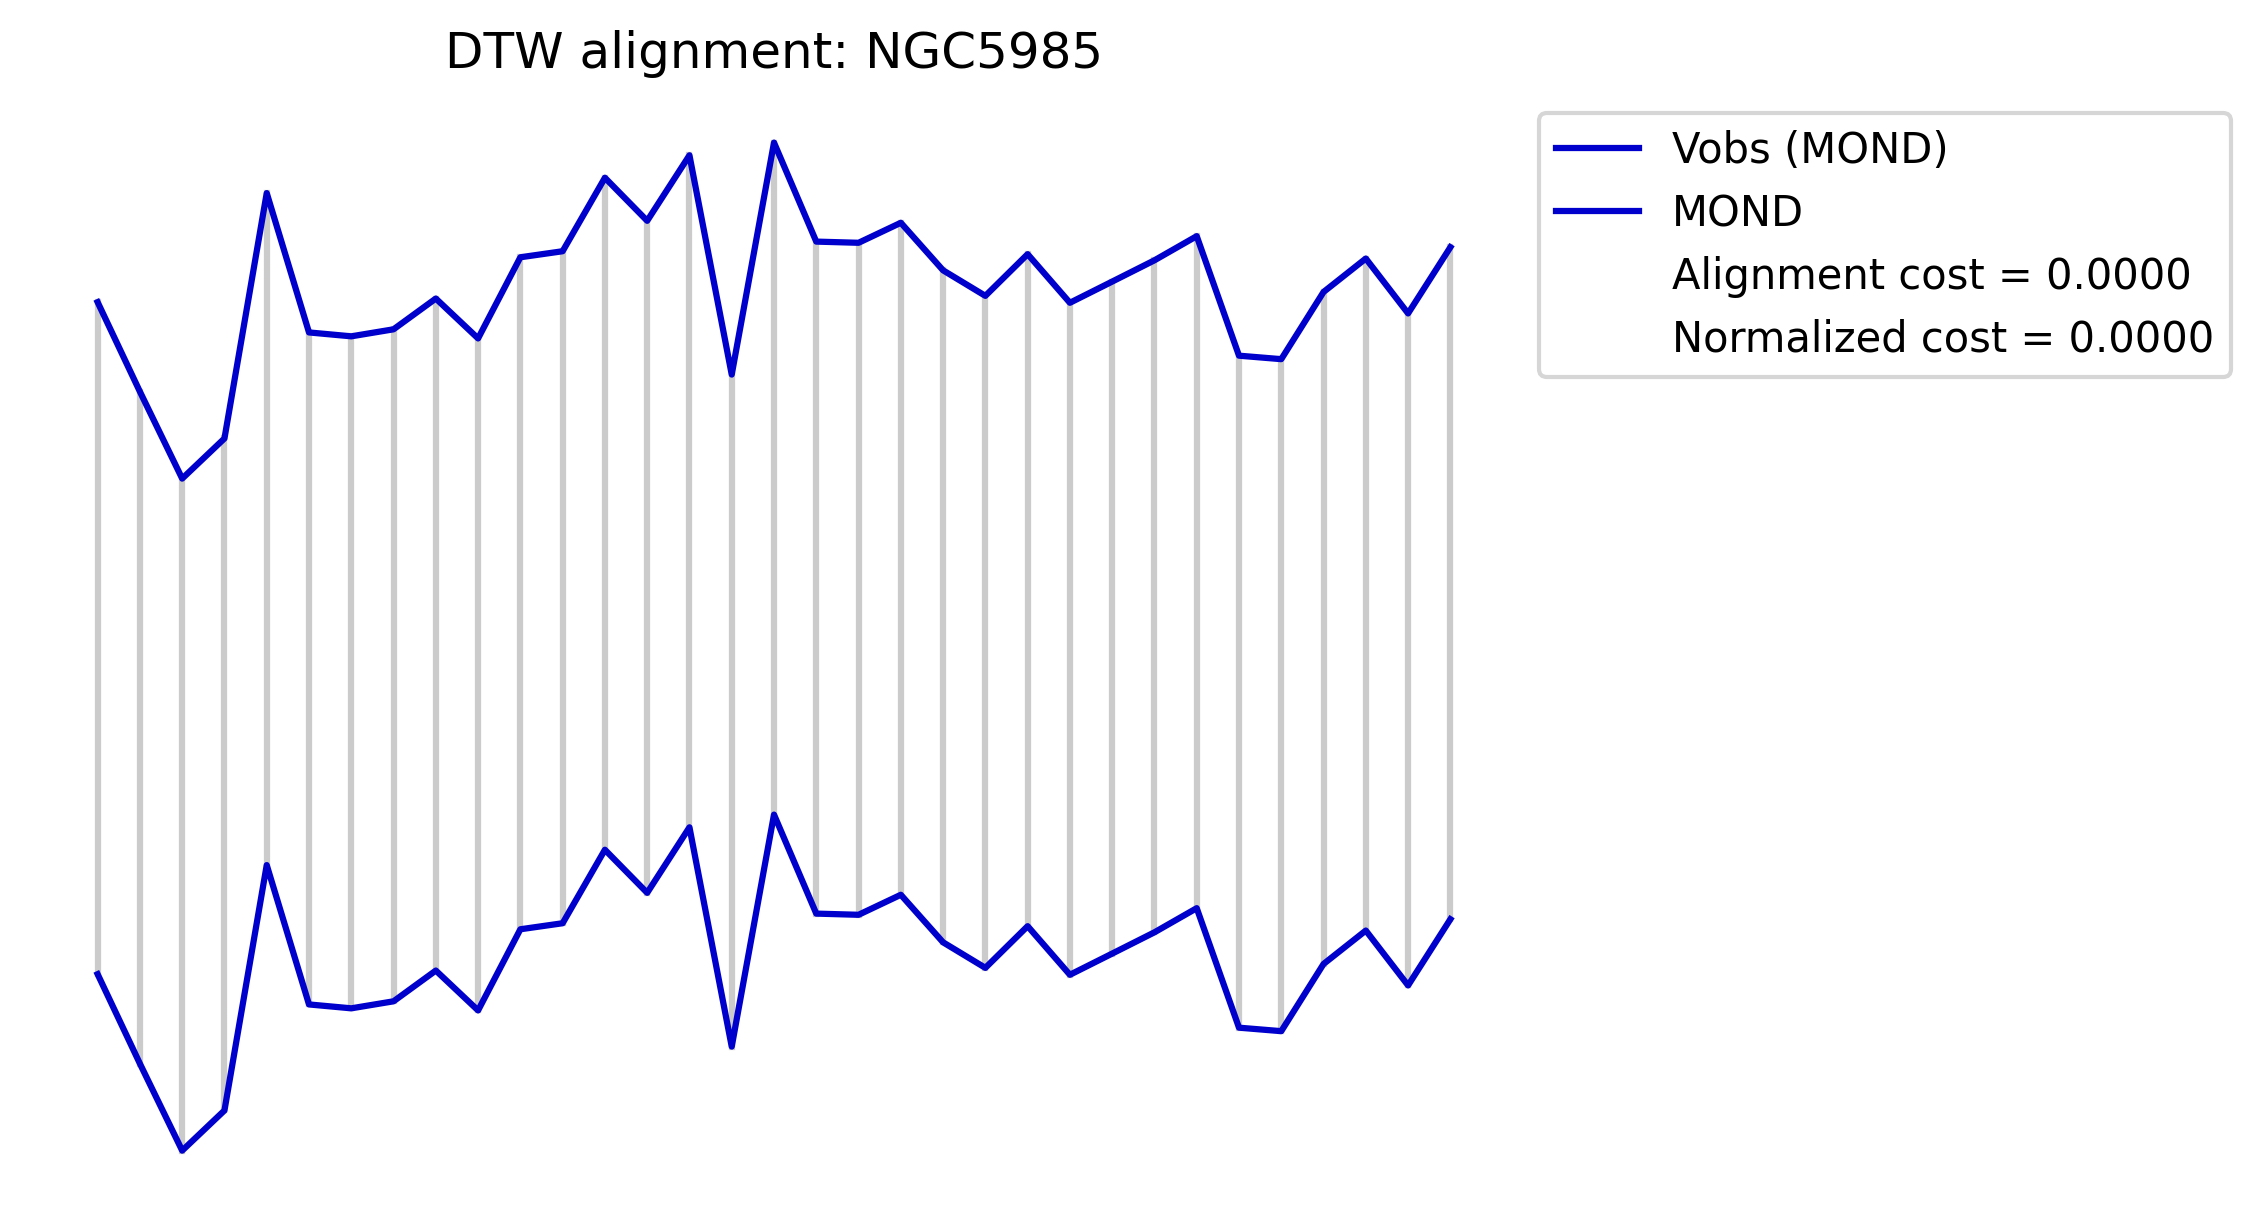 DTW alignment: NGC5985
Vobs (MOND)
MOND
Alignment cost = 0.0000
Normalized cost = 0.0000